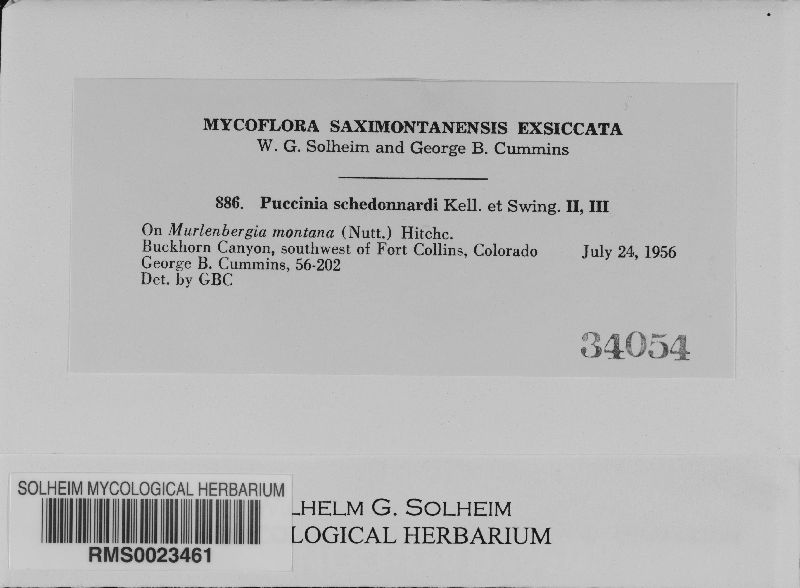 MYCOFLORA SAXIMONTANENSIS EXSICCATA
W. G. Solheim and George B. Cummins
886. Puccinia schedonnardi Kell. et Swing. II, III
On Murlenbergia montana (Nutt.) Hitchc.
Buckhorn Canyon, southwest of Fort Collins, Colorado July 24, 1956
George B. Cummins, 56-202
Det. by GBC
34054
SOLHEIM MYCOLOGICAL HERBARIUM
RMS0023461
LHELM G. SOLHEIM
LOGICAL HERBARIUM